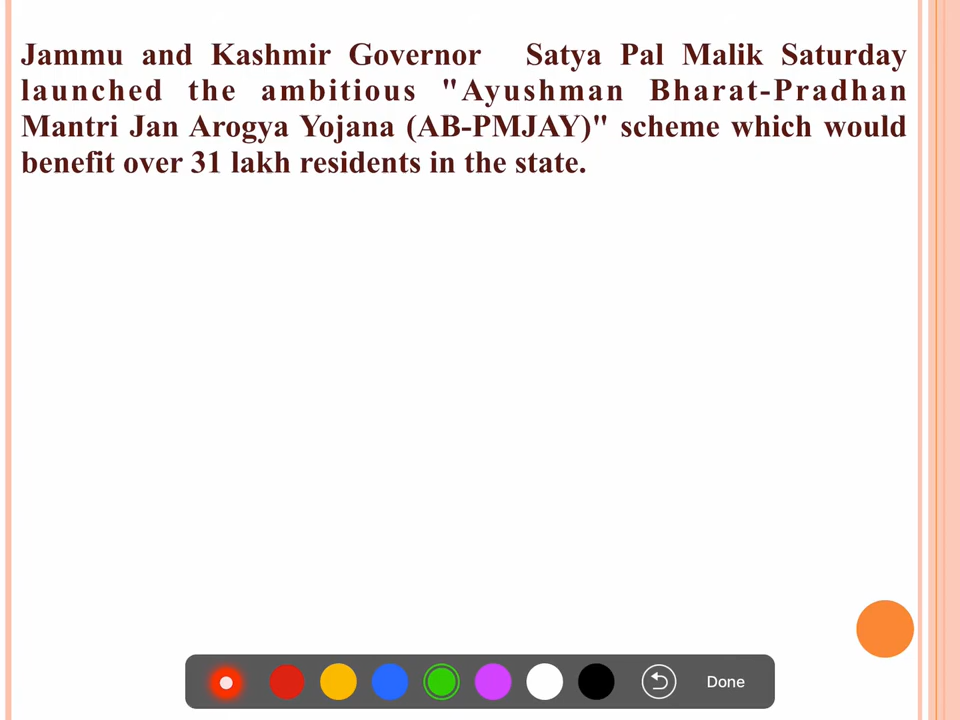 Jammu and Kashmir Governor Satya Pal Malik Saturday
launched the ambitious "Ayushman Bharat-Pradhan
Mantri Jan Arogya Yojana (AB-PMJAY)" scheme which would
benefit over 31 lakh residents in the state.
Done